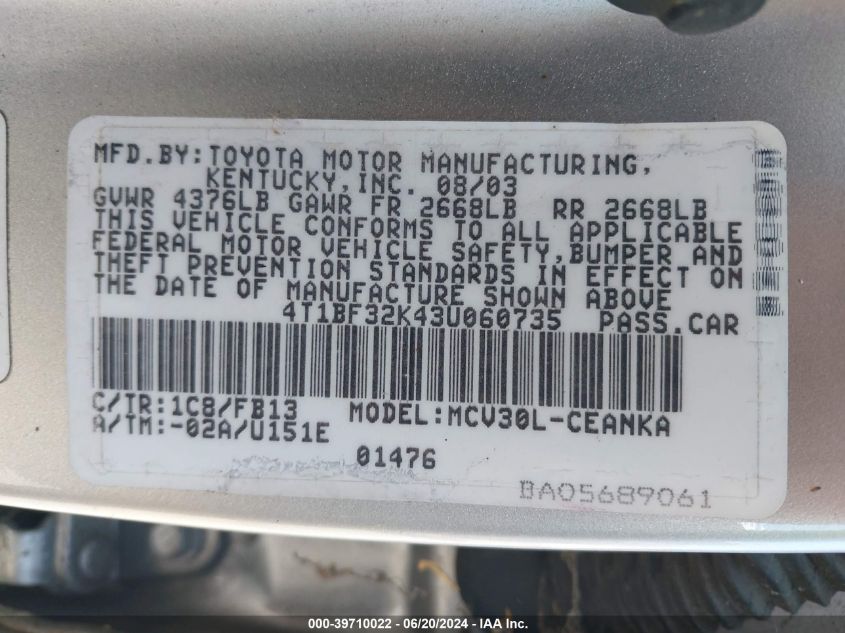 MFD.BY:TOYOTA MOTOR MANUFACTURING,
KENTUCKY,INC. 08/03
GVWR 4376LB GAWR FR 2668LB RR 2668LB
THIS VEHICLE CONFORMS TO ALL APPLICABLE
FEDERAL MOTOR VEHICLE SAFETY,BUMPER AND
THEFT PREVENTION STANDARDS IN EFFECT ON
THE DATE OF MANUFACTURE SHOWN ABOVE
4T1BF32K43U060735 PASS.CAR
C/TR:1C8/FB13 MODEL:MCV30L-CEANKA
A/TM:-02A/U151E
01476
BA05689061
000-39710022 - 06/20/2024 - IAA Inc.